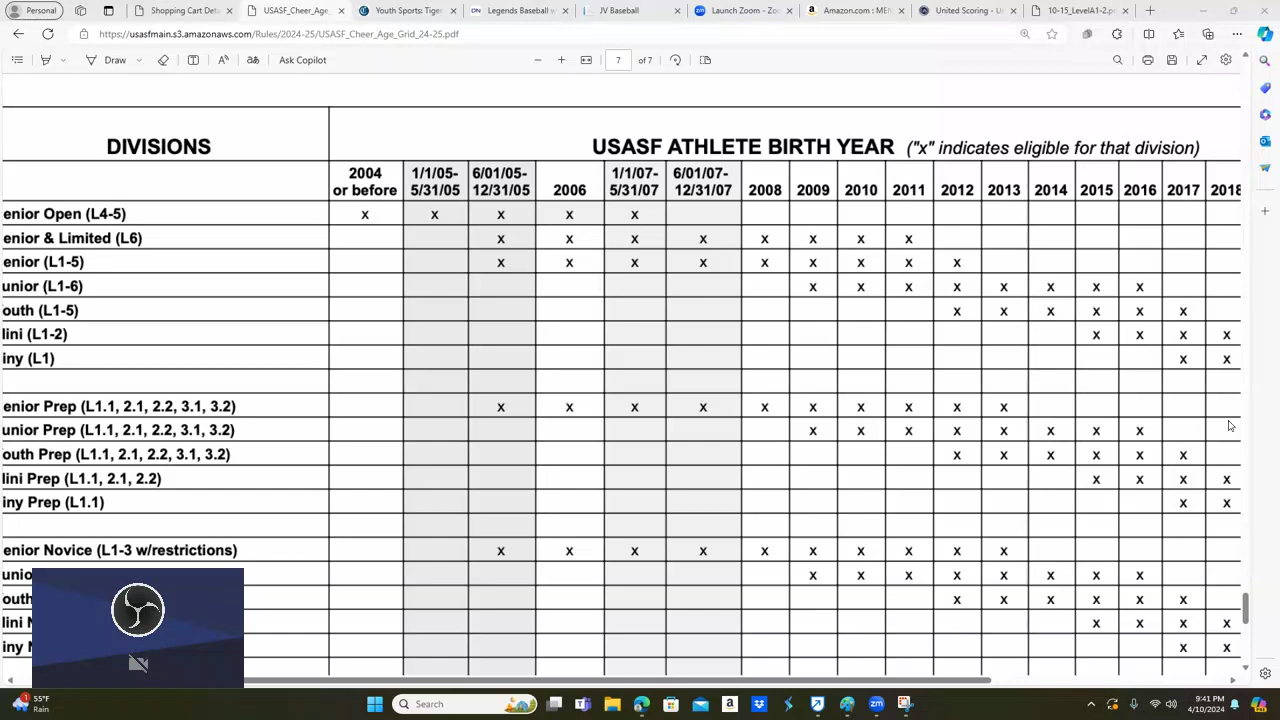 Personal
Shopping Cart Deta
USASF_Cheer_Age_
Youth Sports: Tiger
Legends Baseball w
JV Baseball
Launch Zoom - Zo
Amazon.com : ME
United Scoring - U
10-15_LevelA1-2.p
https://usasfmain.s3.amazonaws.com/Rules/2024-25/USASF_Cheer_Age_Grid_24-25.pdf
Draw
Ask Copilot
7 of 7
DIVISIONS
USASF ATHLETE BIRTH YEAR ("x" indicates eligible for that division)
2004 or before 1/1/05-5/31/05 6/01/05-12/31/05 2006 1/1/07-5/31/07 6/01/07-12/31/07 2008 2009 2010 2011 2012 2013 2014 2015 2016 2017 2018
enior Open (L4-5) x x x x x
enior & Limited (L6) x x x x x x x x
enior (L1-5) x x x x x x x x x
unior (L1-6) x x x x x x x x
outh (L1-5) x x x x x x
lini (L1-2) x x x x
iny (L1) x x
enior Prep (L1.1, 2.1, 2.2, 3.1, 3.2) x x x x x x x x x x
unior Prep (L1.1, 2.1, 2.2, 3.1, 3.2) x x x x x x x x
outh Prep (L1.1, 2.1, 2.2, 3.1, 3.2) x x x x x x
lini Prep (L1.1, 2.1, 2.2) x x x x
iny Prep (L1.1) x x
enior Novice (L1-3 w/restrictions) x x x x x x x x x x
unio x x x x x x x x
outh x x x x x x
lini N x x x x
iny N x x
55°F
Rain
Search
9:41 PM
4/10/2024